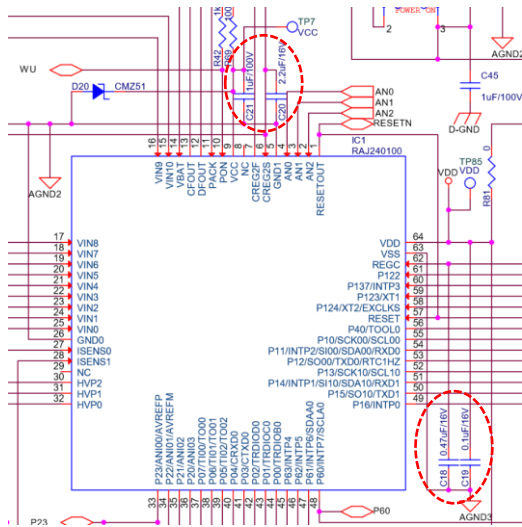 POWER ON
2
3
AGND2
C45
1uF/100V
D-GND
TP7
VCC
1K
R42
100
R69
1uF/100V
C21
2.2uF/16V
C20
WU
D20
CMZ51
AN0
AN1
AN2
RESETN
AGND2
IC1
RAJ240100
16
15
14
13
12
11
10
9
8
7
6
5
4
3
2
1
VIN9
VIN10
VBAT
CFOUT
DFOUT
PACK
PON
VCC
NC
CREG2F
CREG2S
GND1
AN0
AN1
AN2
RESETOUT
TP85
VDD
VDD
R81
0
17 VIN8
18 VIN7
19 VIN6
20 VIN5
21 VIN4
22 VIN3
23 VIN2
24 VIN1
25 VIN0
26 GND0
27 ISENS0
28 ISENS1
29 NC
30 HVP2
31 HVP1
32 HVP0
VDD 64
VSS 63
REGC 62
P122 61
P137/INTP3 60
P123/XT1 59
P124/XT2/EXCLKS 58
RESET 57
P40/TOOL0 56
P10/SCK00/SCL00 55
P11/INTP2/SI00/SDA00/RXD0 54
P12/SO00/TXD0/RTC1HZ 53
P13/SCK10/SCL10 52
P14/INTP1/SI10/SDA10/RXD1 51
P15/SO10/TXD1 50
P16/INTP0 49
P23/ANI03/AVREFP
P22/ANI01/AVREFM
P21/ANI02
P20/ANI03
P07/TI00/TO00
P06/TI01/TO01
P05/TI02/TO02
P04/CRXD0
P03/CTXD0
P02/TRDIOD0
P01/TRDIOC0
P00/TRDIOB0
P63/INTP4
P62/INTP5
P61/INTP6/SDAA0
P60/INTP7/SCLA0
33
34
35
36
37
38
39
40
41
42
43
44
45
46
47
48
0.47uF/16V
C18
0.1uF/16V
C19
AGND3
P23
P60